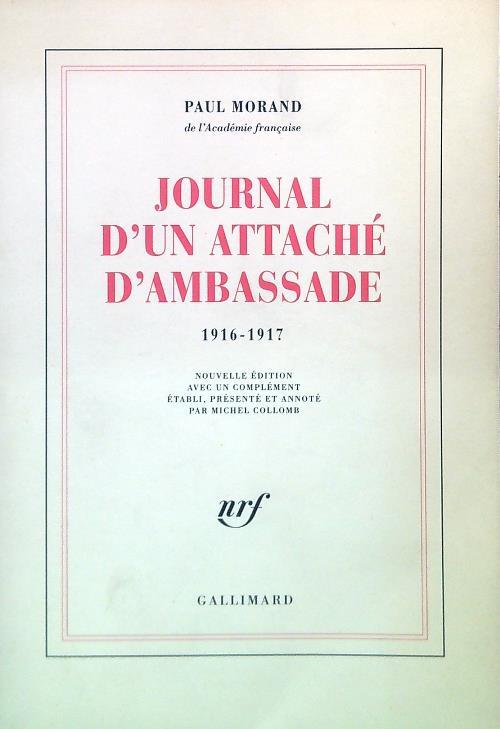 PAUL MORAND
de l'Académie française
JOURNAL
D'UN ATTACHÉ
D'AMBASSADE
1916-1917
NOUVELLE ÉDITION
AVEC UN COMPLÉMENT
ÉTABLI, PRÉSENTÉ ET ANNOTÉ
PAR MICHEL COLLOMB
nrf
GALLIMARD